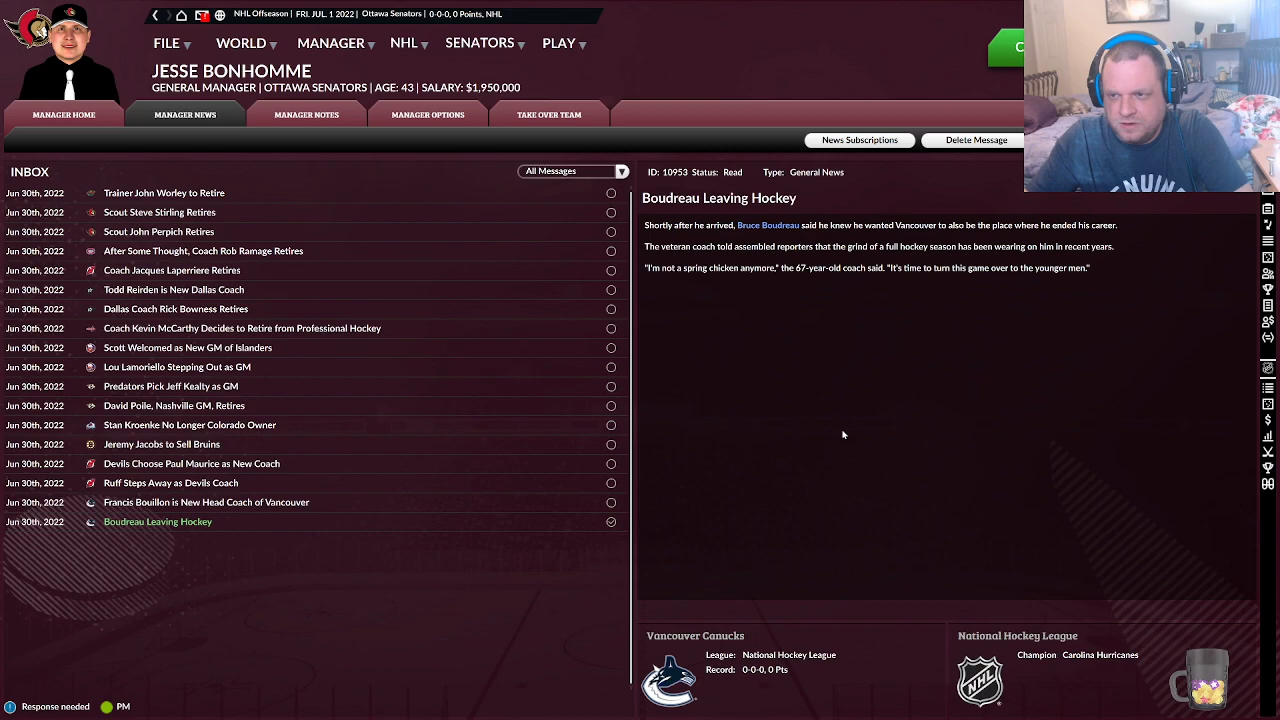 NHL Offseason | FRI. JUL. 1 2022 | Ottawa Senators | 0-0-0, 0 Points, NHL
FILE WORLD MANAGER NHL SENATORS PLAY
JESSE BONHOMME
GENERAL MANAGER | OTTAWA SENATORS | AGE: 43 | SALARY: $1,950,000
C
MANAGER HOME MANAGER NEWS MANAGER NOTES MANAGER OPTIONS TAKE OVER TEAM
News Subscriptions Delete Message
INBOX All Messages
Jun 30th, 2022 Trainer John Worley to Retire
Jun 30th, 2022 Scout Steve Stirling Retires
Jun 30th, 2022 Scout John Perpich Retires
Jun 30th, 2022 After Some Thought, Coach Rob Ramage Retires
Jun 30th, 2022 Coach Jacques Laperriere Retires
Jun 30th, 2022 Todd Reirden is New Dallas Coach
Jun 30th, 2022 Dallas Coach Rick Bowness Retires
Jun 30th, 2022 Coach Kevin McCarthy Decides to Retire from Professional Hockey
Jun 30th, 2022 Scott Welcomed as New GM of Islanders
Jun 30th, 2022 Lou Lamoriello Stepping Out as GM
Jun 30th, 2022 Predators Pick Jeff Kealty as GM
Jun 30th, 2022 David Poile, Nashville GM, Retires
Jun 30th, 2022 Stan Kroenke No Longer Colorado Owner
Jun 30th, 2022 Jeremy Jacobs to Sell Bruins
Jun 30th, 2022 Devils Choose Paul Maurice as New Coach
Jun 30th, 2022 Ruff Steps Away as Devils Coach
Jun 30th, 2022 Francis Bouillon is New Head Coach of Vancouver
Jun 30th, 2022 Boudreau Leaving Hockey
Response needed PM
ID: 10953 Status: Read Type: General News
Boudreau Leaving Hockey
Shortly after he arrived, Bruce Boudreau said he knew he wanted Vancouver to also be the place where he ended his career.
The veteran coach told assembled reporters that the grind of a full hockey season has been wearing on him in recent years.
"I'm not a spring chicken anymore," the 67-year-old coach said. "It's time to turn this game over to the younger men."
Vancouver Canucks
League: National Hockey League
Record: 0-0-0, 0 Pts
National Hockey League
Champion Carolina Hurricanes
NHL